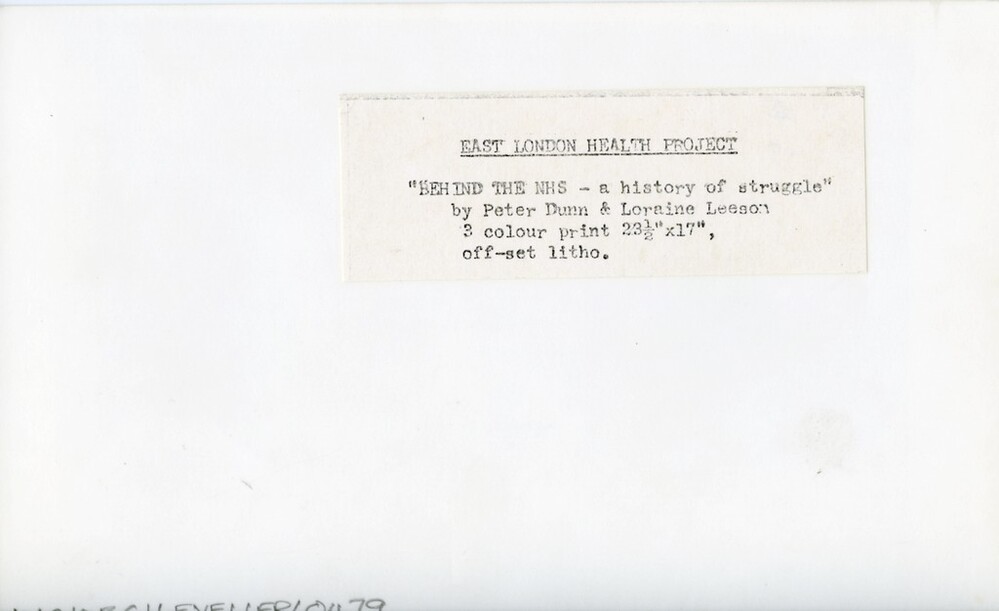 EAST LONDON HEALTH PROJECT
"BEHIND THE NHS - a history of struggle"
by Peter Dunn & Loraine Leeson
3 colour print 23½"x17",
off-set litho.
79